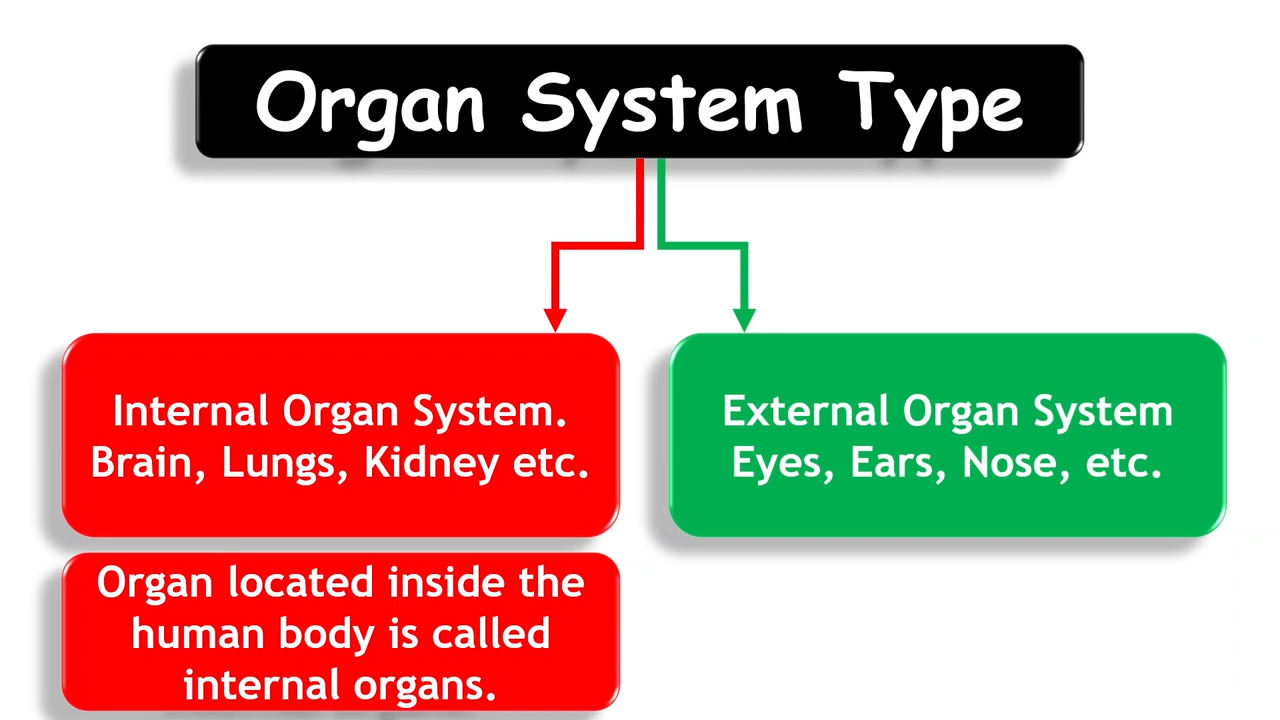 Organ System Type
Internal Organ System.
Brain, Lungs, Kidney etc.
External Organ System
Eyes, Ears, Nose, etc.
Organ located inside the
human body is called
internal organs.